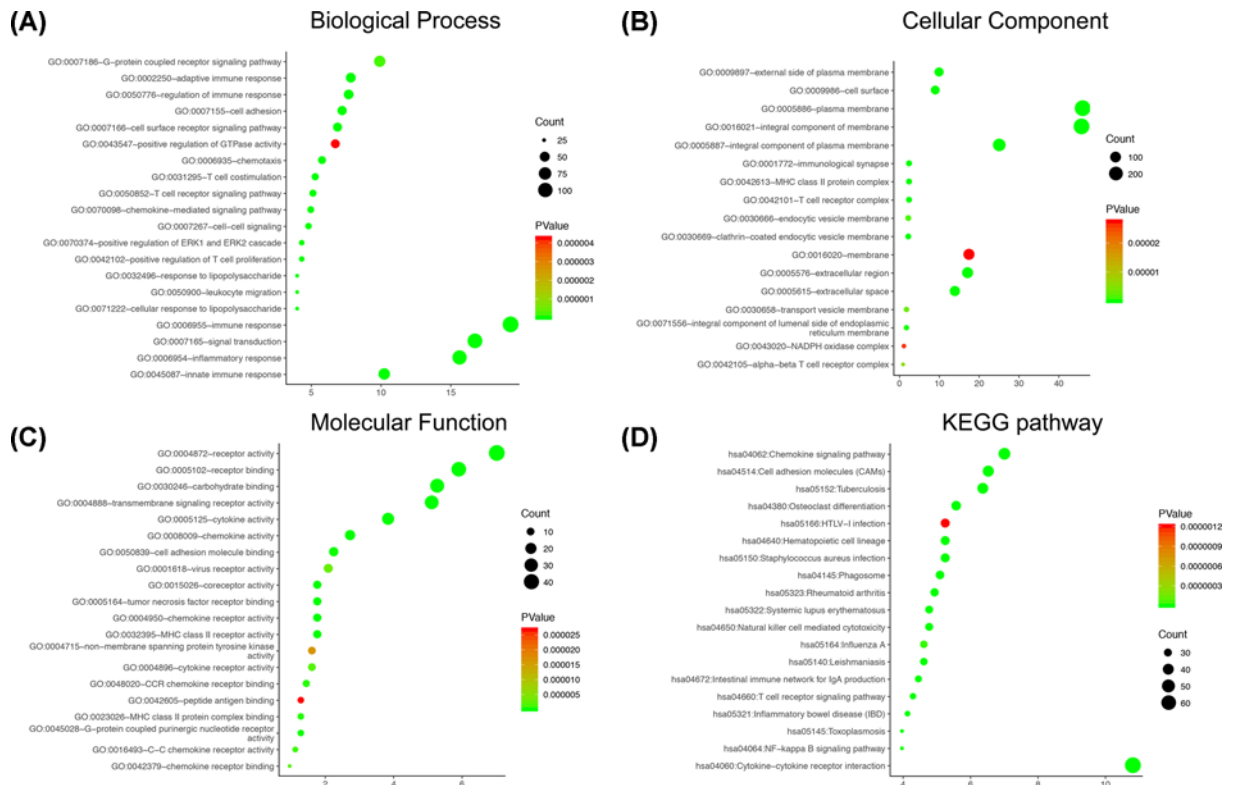 (A)
Biological Process
GO:0007186–G–protein coupled receptor signaling pathway
GO:0002250–adaptive immune response
GO:0050776–regulation of immune response
GO:0007155–cell adhesion
GO:0007166–cell surface receptor signaling pathway
GO:0043547–positive regulation of GTPase activity
GO:0006935–chemotaxis
GO:0031295–T cell costimulation
GO:0050852–T cell receptor signaling pathway
GO:0070098–chemokine–mediated signaling pathway
GO:0007267–cell–cell signaling
GO:0070374–positive regulation of ERK1 and ERK2 cascade
GO:0042102–positive regulation of T cell proliferation
GO:0032496–response to lipopolysaccharide
GO:0050900–leukocyte migration
GO:0071222–cellular response to lipopolysaccharide
GO:0006955–immune response
GO:0007165–signal transduction
GO:0006954–inflammatory response
GO:0045087–innate immune response
5 10 15
Count
25
50
75
100
PValue
0.000004
0.000003
0.000002
0.000001
(B)
Cellular Component
GO:0009897–external side of plasma membrane
GO:0009986–cell surface
GO:0005886–plasma membrane
GO:0016021–integral component of membrane
GO:0005887–integral component of plasma membrane
GO:0001772–immunological synapse
GO:0042613–MHC class II protein complex
GO:0042101–T cell receptor complex
GO:0030666–endocytic vesicle membrane
GO:0030669–clathrin–coated endocytic vesicle membrane
GO:0016020–membrane
GO:0005576–extracellular region
GO:0005615–extracellular space
GO:0030658–transport vesicle membrane
GO:0071556–integral component of lumenal side of endoplasmic
reticulum membrane
GO:0043020–NADPH oxidase complex
GO:0042105–alpha–beta T cell receptor complex
0 10 20 30 40
Count
100
200
PValue
0.00002
0.00001
(C)
Molecular Function
GO:0004872–receptor activity
GO:0005102–receptor binding
GO:0030246–carbohydrate binding
GO:0004888–transmembrane signaling receptor activity
GO:0005125–cytokine activity
GO:0008009–chemokine activity
GO:0050839–cell adhesion molecule binding
GO:0001618–virus receptor activity
GO:0015026–coreceptor activity
GO:0005164–tumor necrosis factor receptor binding
GO:0004950–chemokine receptor activity
GO:0032395–MHC class II receptor activity
GO:0004715–non–membrane spanning protein tyrosine kinase
activity
GO:0004896–cytokine receptor activity
GO:0048020–CCR chemokine receptor binding
GO:0042605–peptide antigen binding
GO:0023026–MHC class II protein complex binding
GO:0045028–G–protein coupled purinergic nucleotide receptor
activity
GO:0016493–C–C chemokine receptor activity
GO:0042379–chemokine receptor binding
2 4 6
Count
10
20
30
40
PValue
0.000025
0.000020
0.000015
0.000010
0.000005
(D)
KEGG pathway
hsa04062:Chemokine signaling pathway
hsa04514:Cell adhesion molecules (CAMs)
hsa05152:Tuberculosis
hsa04380:Osteoclast differentiation
hsa05166:HTLV–I infection
hsa04640:Hematopoietic cell lineage
hsa05150:Staphylococcus aureus infection
hsa04145:Phagosome
hsa05323:Rheumatoid arthritis
hsa05322:Systemic lupus erythematosus
hsa04650:Natural killer cell mediated cytotoxicity
hsa05164:Influenza A
hsa05140:Leishmaniasis
hsa04672:Intestinal immune network for IgA production
hsa04660:T cell receptor signaling pathway
hsa05321:Inflammatory bowel disease (IBD)
hsa05145:Toxoplasmosis
hsa04064:NF–kappa B signaling pathway
hsa04060:Cytokine–cytokine receptor interaction
4 6 8 10
PValue
0.0000012
0.0000009
0.0000006
0.0000003
Count
30
40
50
60